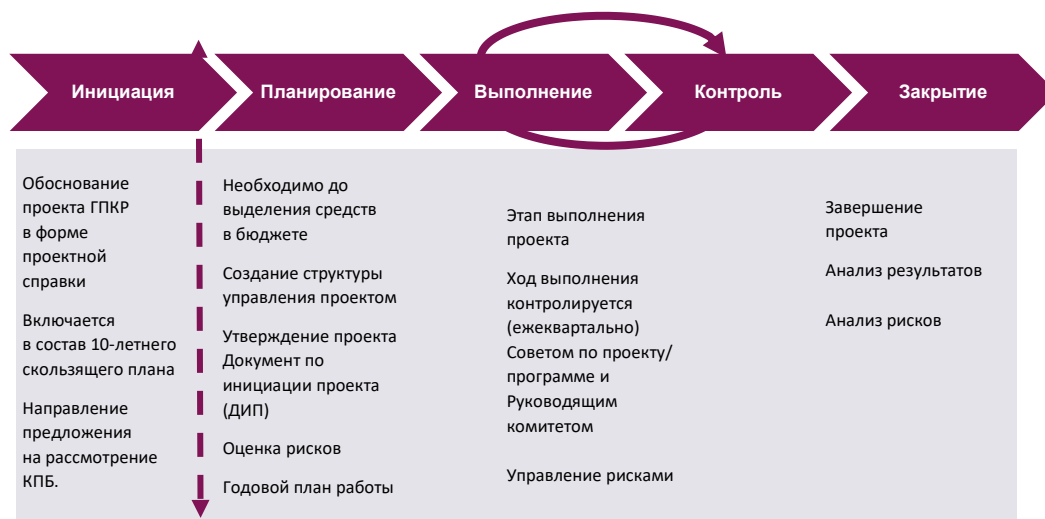 Инициация
Планирование
Выполнение
Контроль
Закрытие
Обоснование
проекта ГПКР
в форме
проектной
справки
Включается
в состав 10-летнего
скользящего плана
Направление
предложения
на рассмотрение
КПБ.
Необходимо до
выделения средств
в бюджете
Создание структуры
управления проектом
Утверждение проекта
Документ по
инициации проекта
(ДИП)
Оценка рисков
Годовой план работы
Этап выполнения
проекта
Ход выполнения
контролируется
(ежеквартально)
Советом по проекту/
программе и
Руководящим
комитетом
Управление рисками
Завершение
проекта
Анализ результатов
Анализ рисков